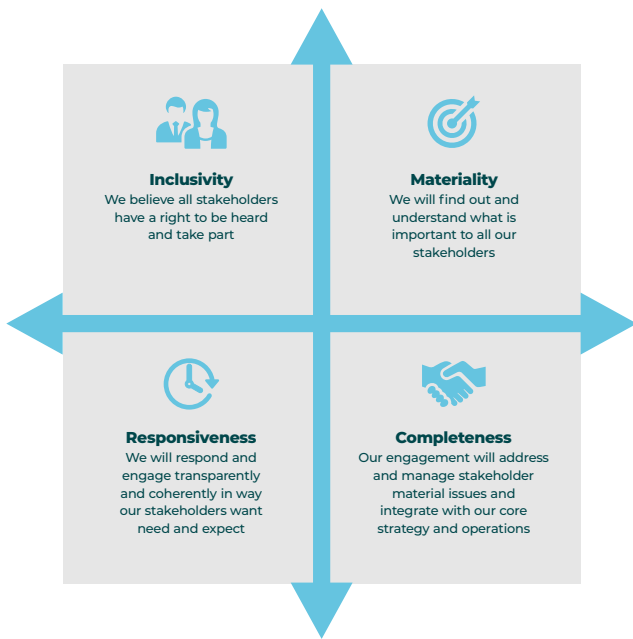 Inclusivity
We believe all stakeholders
have a right to be heard
and take part
Materiality
We will find out and
understand what is
important to all our
stakeholders
Responsiveness
We will respond and
engage transparently
and coherently in way
our stakeholders want
need and expect
Completeness
Our engagement will address
and manage stakeholder
material issues and
integrate with our core
strategy and operations